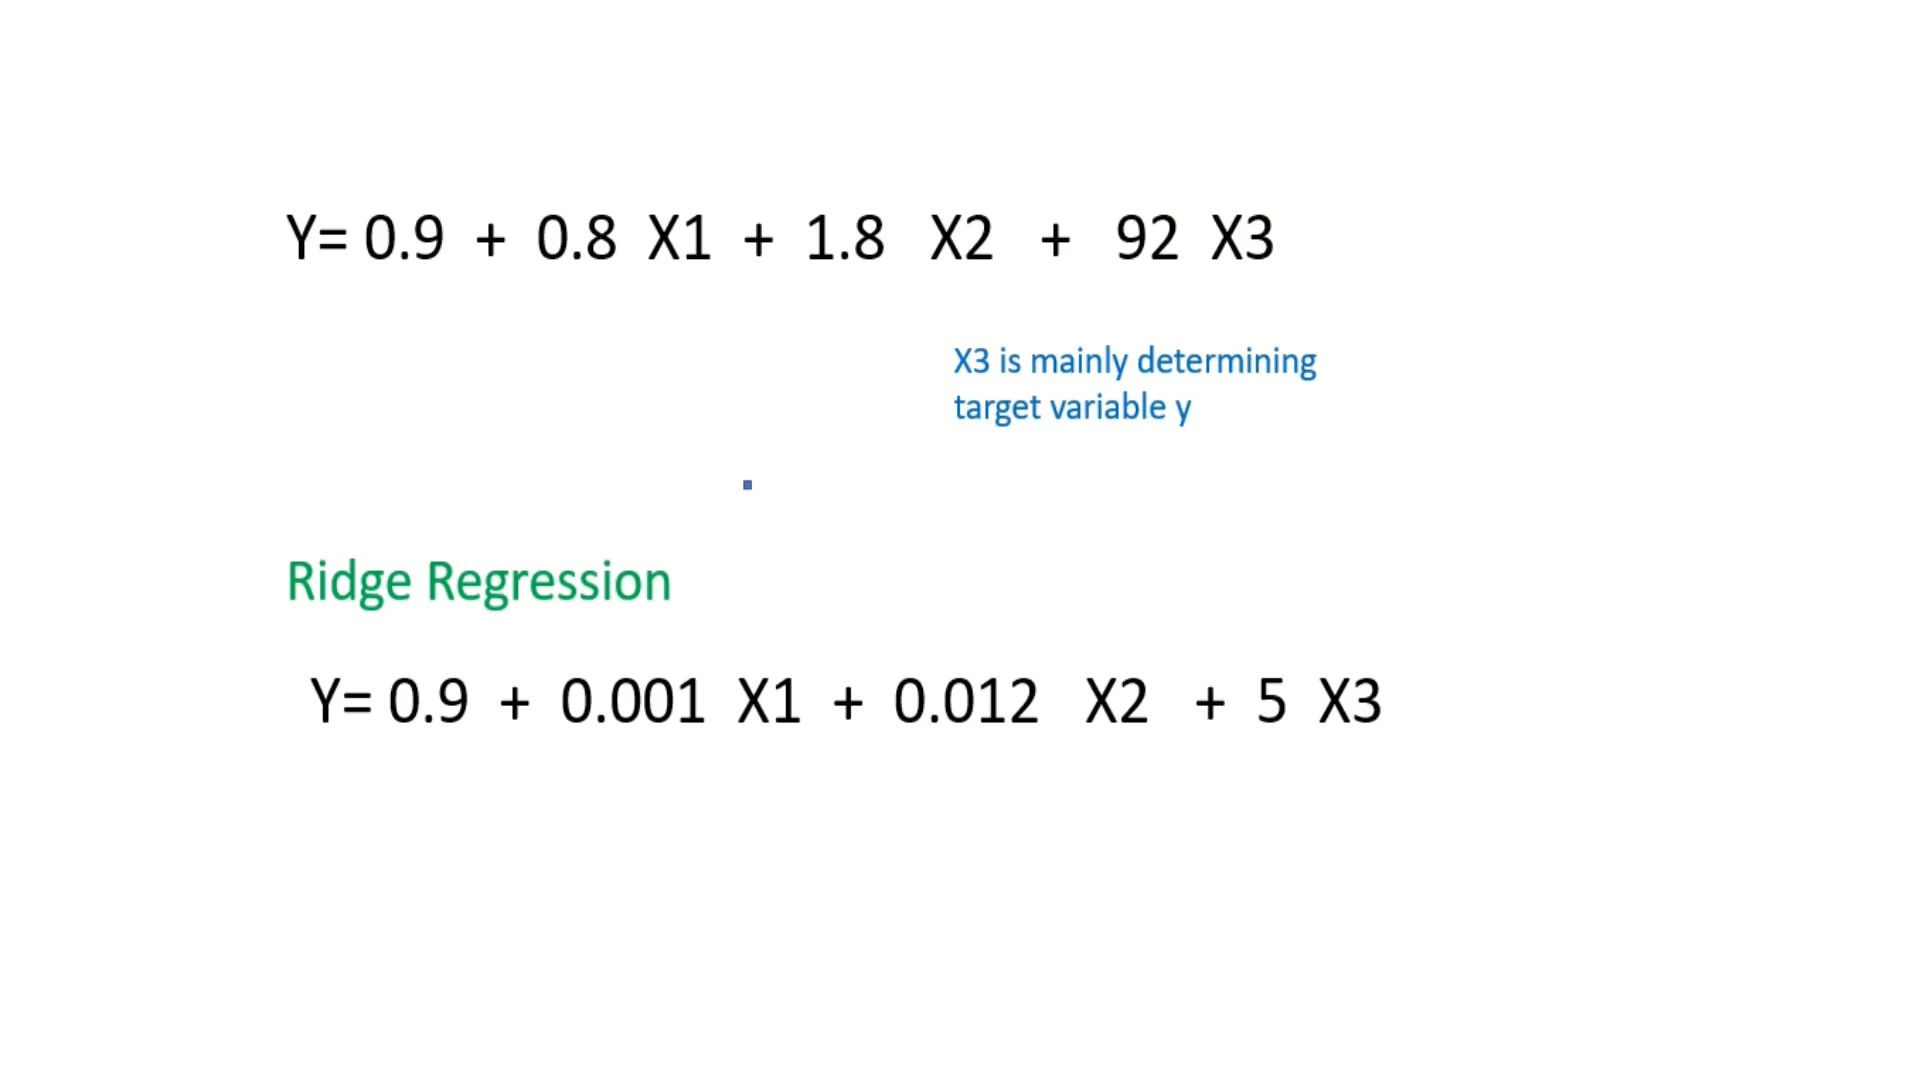 Y= 0.9 + 0.8 X1 + 1.8 X2 + 92 X3
X3 is mainly determining
target variable y
Ridge Regression
Y= 0.9 + 0.001 X1 + 0.012 X2 + 5 X3